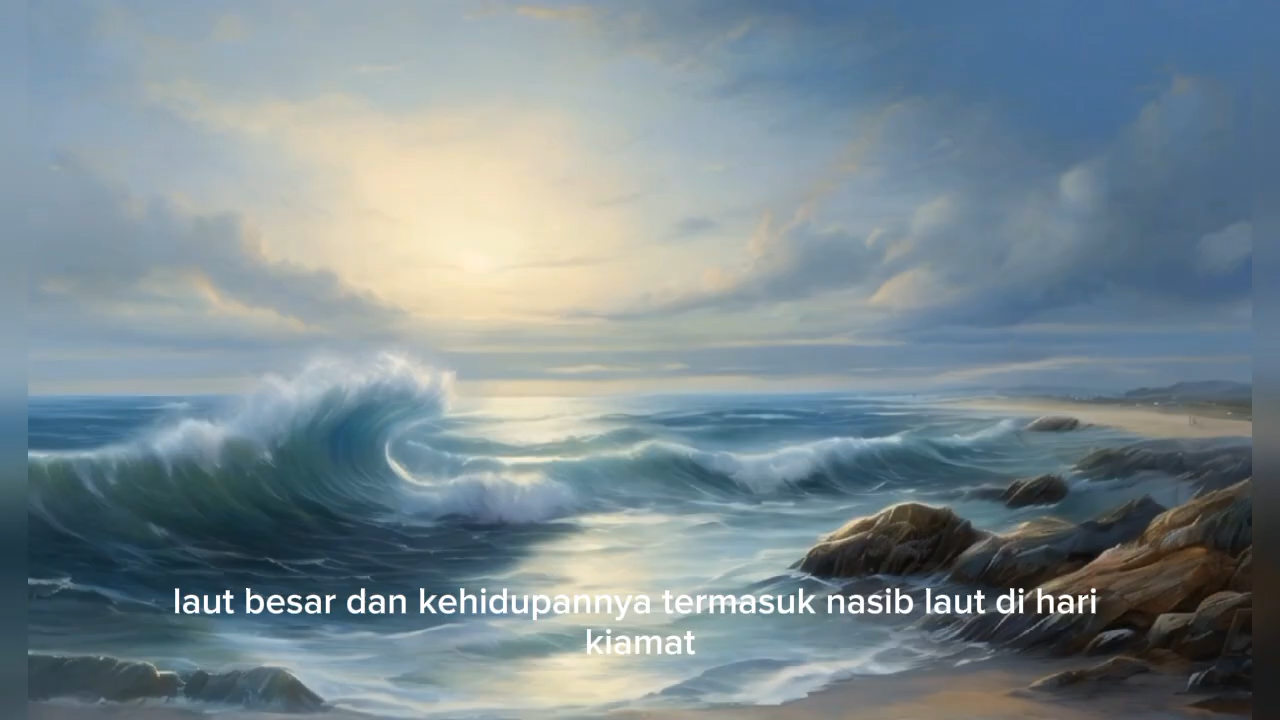 laut besar dan kehidupannya termasuk nasib laut di hari
kiamat